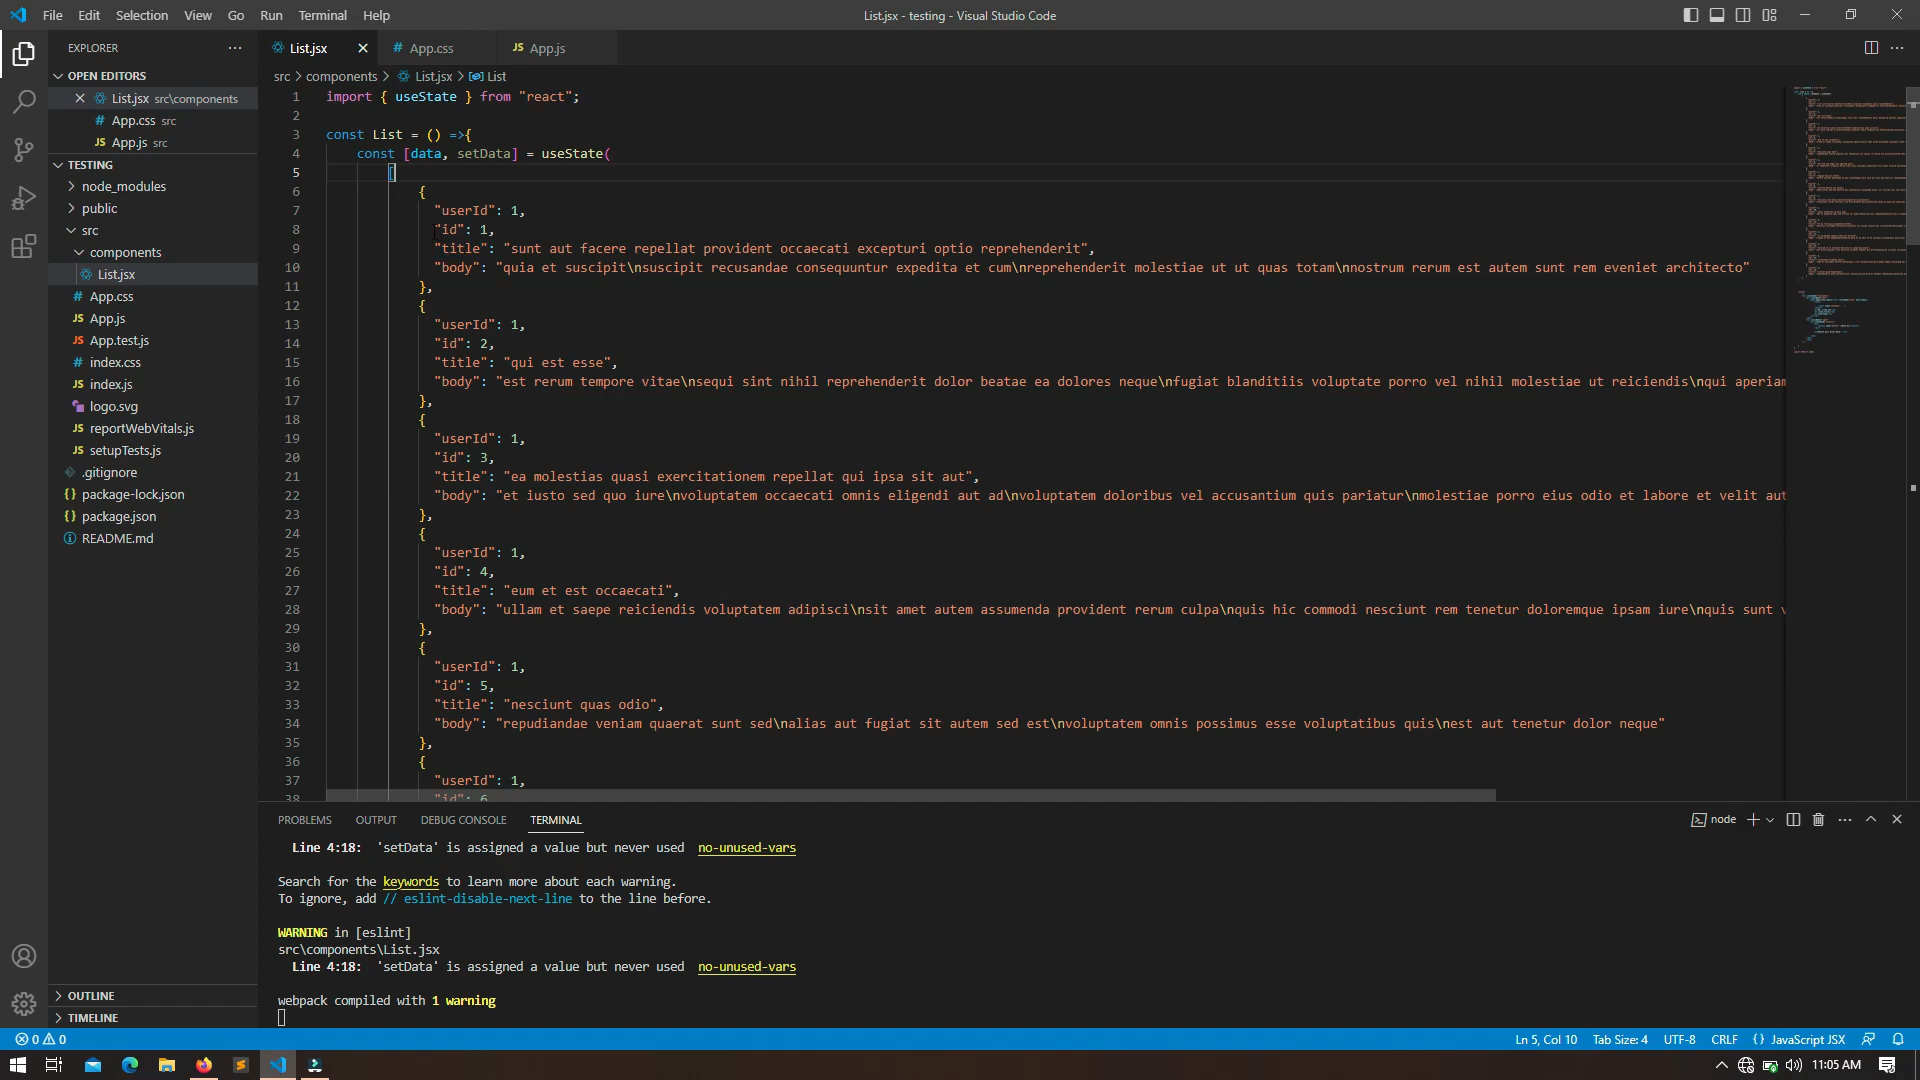 File Edit Selection View Go Run Terminal Help
List.jsx - testing - Visual Studio Code
EXPLORER
OPEN EDITORS
List.jsx src\components
App.css src
JS App.js src
TESTING
node_modules
public
src
components
List.jsx
# App.css
JS App.js
JS App.test.js
# index.css
JS index.js
logo.svg
JS reportWebVitals.js
JS setupTests.js
.gitignore
{} package-lock.json
{} package.json
README.md
OUTLINE
TIMELINE
List.jsx
# App.css
JS App.js
src > components > List.jsx > List
1 import { useState } from "react";
2
3 const List = () =>{
4 const [data, setData] = useState(
5 [
6 {
7 "userId": 1,
8 "id": 1,
9 "title": "sunt aut facere repellat provident occaecati excepturi optio reprehenderit",
10 "body": "quia et suscipit\nsuscipit recusandae consequuntur expedita et cum\nreprehenderit molestiae ut ut quas totam\nnostrum rerum est autem sunt rem eveniet architecto"
11 },
12 {
13 "userId": 1,
14 "id": 2,
15 "title": "qui est esse",
16 "body": "est rerum tempore vitae\nsequi sint nihil reprehenderit dolor beatae ea dolores neque\nfugiat blanditiis voluptate porro vel nihil molestiae ut reiciendis\nqui aperiam
17 },
18 {
19 "userId": 1,
20 "id": 3,
21 "title": "ea molestias quasi exercitationem repellat qui ipsa sit aut",
22 "body": "et iusto sed quo iure\nvoluptatem occaecati omnis eligendi aut ad\nvoluptatem doloribus vel accusantium quis pariatur\nmolestiae porro eius odio et labore et velit aut
23 },
24 {
25 "userId": 1,
26 "id": 4,
27 "title": "eum et est occaecati",
28 "body": "ullam et saepe reiciendis voluptatem adipisci\nsit amet autem assumenda provident rerum culpa\nquis hic commodi nesciunt rem tenetur doloremque ipsam iure\nquis sunt v
29 },
30 {
31 "userId": 1,
32 "id": 5,
33 "title": "nesciunt quas odio",
34 "body": "repudiandae veniam quaerat sunt sed\nalias aut fugiat sit autem sed est\nvoluptatem omnis possimus esse voluptatibus quis\nest aut tenetur dolor neque"
35 },
36 {
37 "userId": 1,
38 "id": 6
PROBLEMS OUTPUT DEBUG CONSOLE TERMINAL
node
Line 4:18: 'setData' is assigned a value but never used no-unused-vars
Search for the keywords to learn more about each warning.
To ignore, add // eslint-disable-next-line to the line before.
WARNING in [eslint]
src\components\List.jsx
Line 4:18: 'setData' is assigned a value but never used no-unused-vars
webpack compiled with 1 warning
0 0
Ln 5, Col 10 Tab Size: 4 UTF-8 CRLF {} JavaScript JSX
11:05 AM